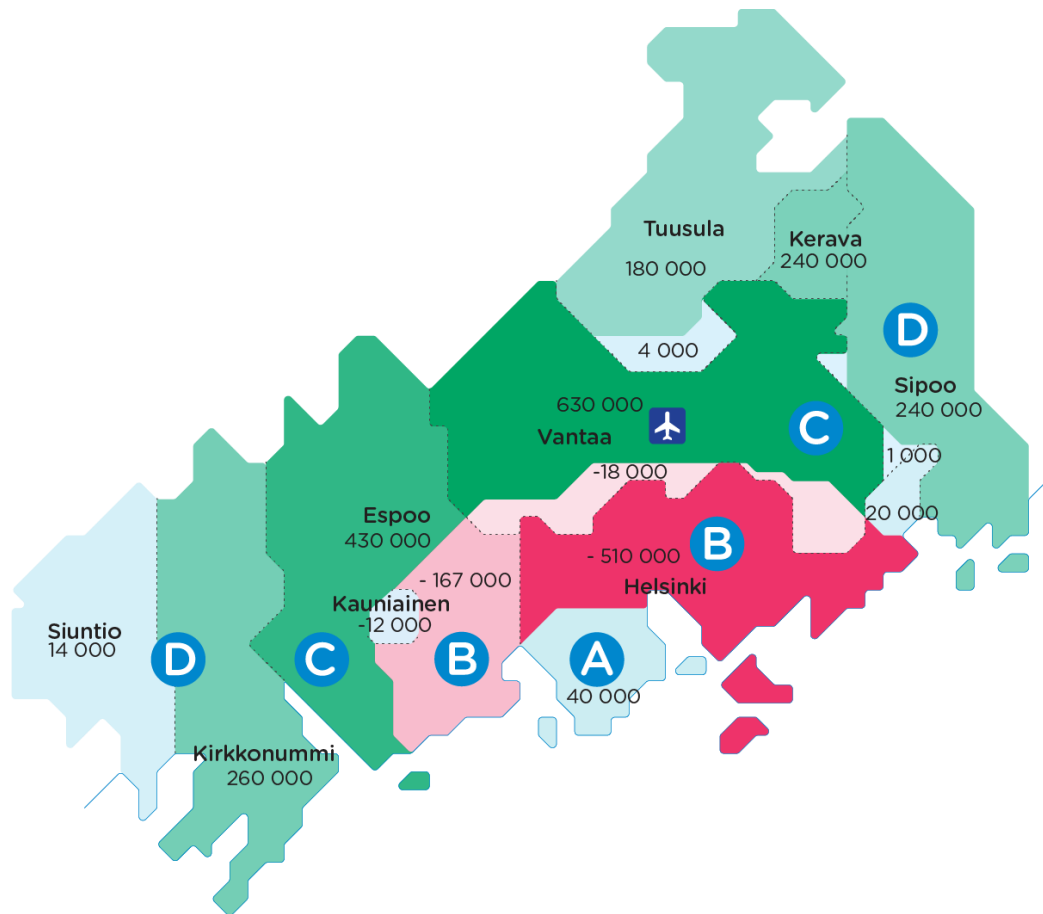 Tuusula
180 000
Kerava
240 000
D
4 000
Sipoo
240 000
630 000
Vantaa
C
1 000
-18 000
20 000
Espoo
430 000
B
- 510 000
Helsinki
- 167 000
Kauniainen
-12 000
Siuntio
14 000
D
C
B
A
40 000
Kirkkonummi
260 000